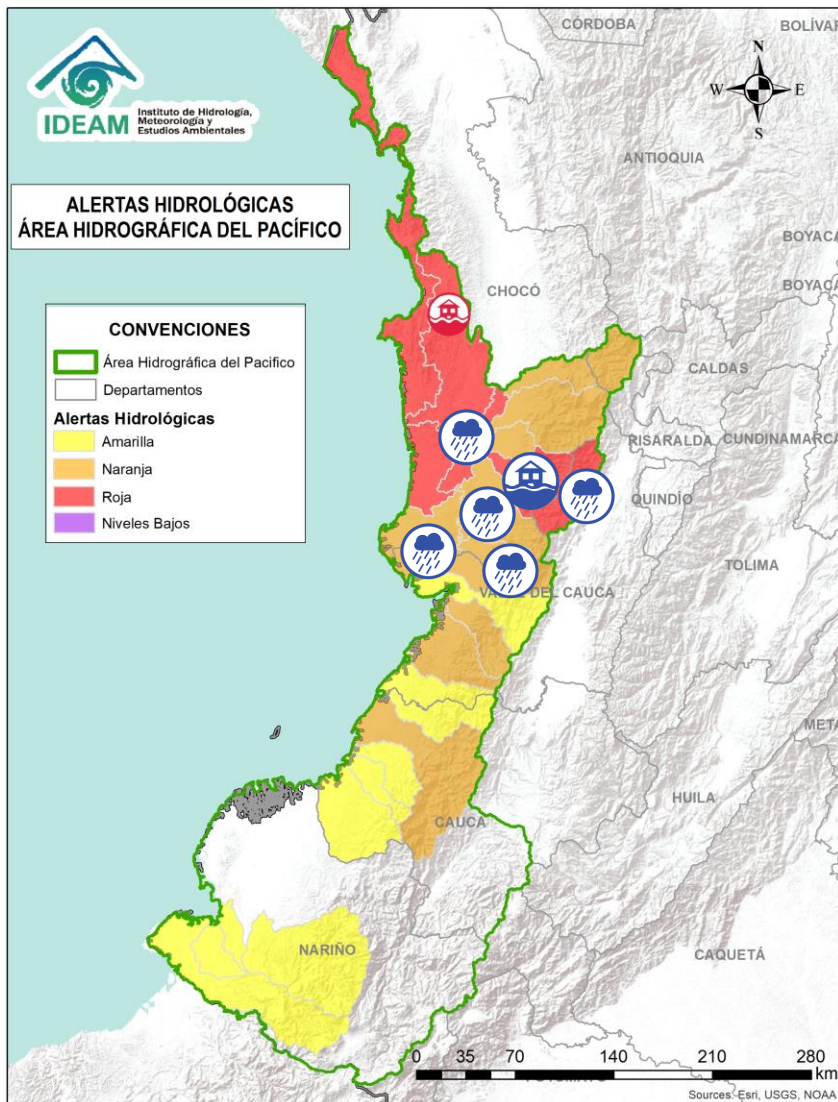 IDEAM
Instituto de Hidrología,
Meteorología y
Estudios Ambientales
ALERTAS HIDROLÓGICAS
ÁREA HIDROGRÁFICA DEL PACÍFICO
CONVENCIONES
Área Hidrográfica del Pacifico
Departamentos
Alertas Hidrológicas
Amarilla
Naranja
Roja
Niveles Bajos
N
W
E
S
CÓRDOBA
BOLÍVAR
ANTIOQUIA
BOYACÁ
BOYACÁ
CHOCÓ
CALDAS
RISARALDA
CUNDINAMARCA
QUINDÍO
TOLIMA
DEL CAUCA
META
HUILA
CAUCA
NARIÑO
CAQUETÁ
0 35 70 140 210 280
km
Sources: Esri, USGS, NOAA